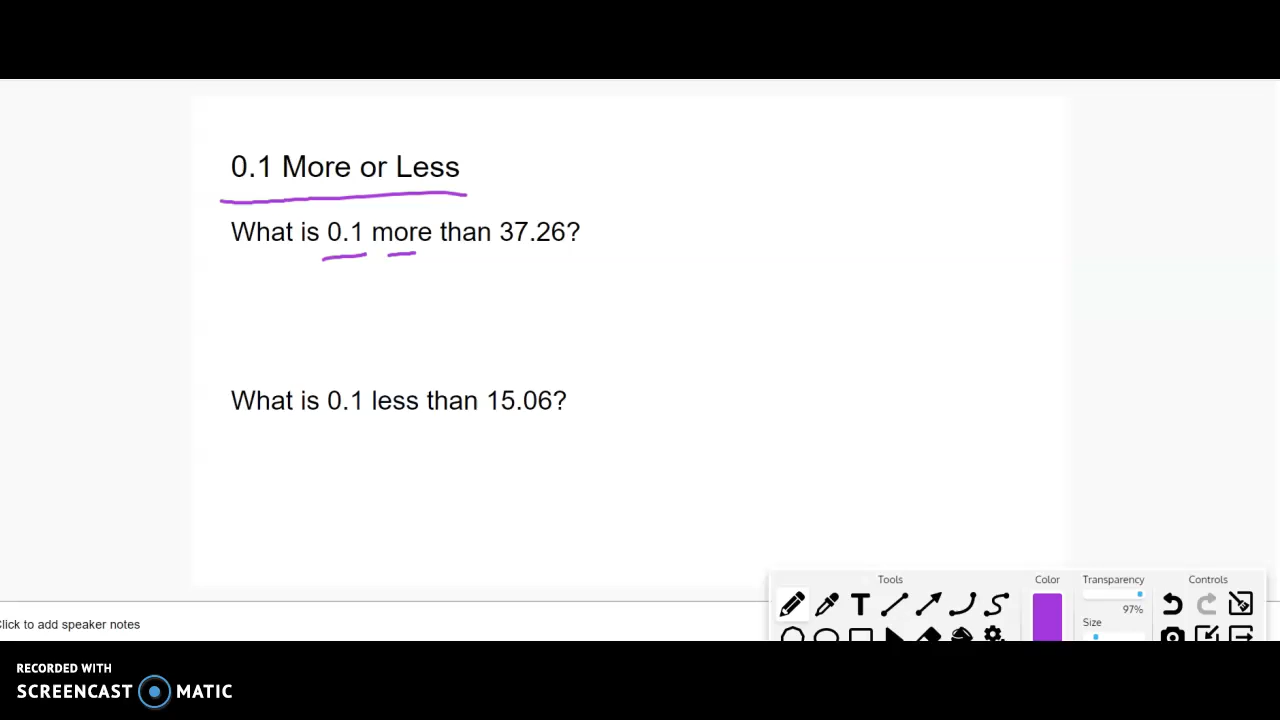 0.1 More or Less
What is 0.1 more than 37.26?
What is 0.1 less than 15.06?
Tools
Color
Transparency
Controls
T
97%
Size
Click to add speaker notes
RECORDED WITH
SCREENCAST MATIC